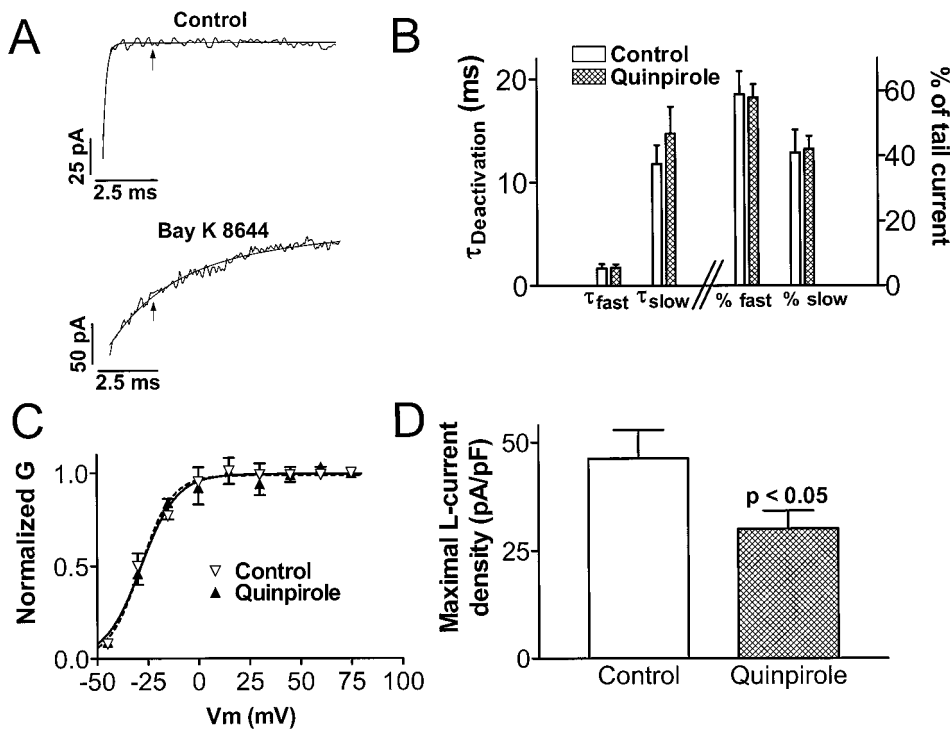 A
Control
25 pA
2.5 ms
Bay K 8644
50 pA
2.5 ms
B
Control
Quinpirole
τDeactivation (ms)
20
10
0
% of tail current
60
40
20
0
τfast
τslow
% fast
% slow
C
Normalized G
1.0
0.5
0.0
Control
Quinpirole
-50
-25
0
25
50
75
100
Vm (mV)
D
Maximal L-current
density (pA/pF)
50
25
0
p < 0.05
Control
Quinpirole